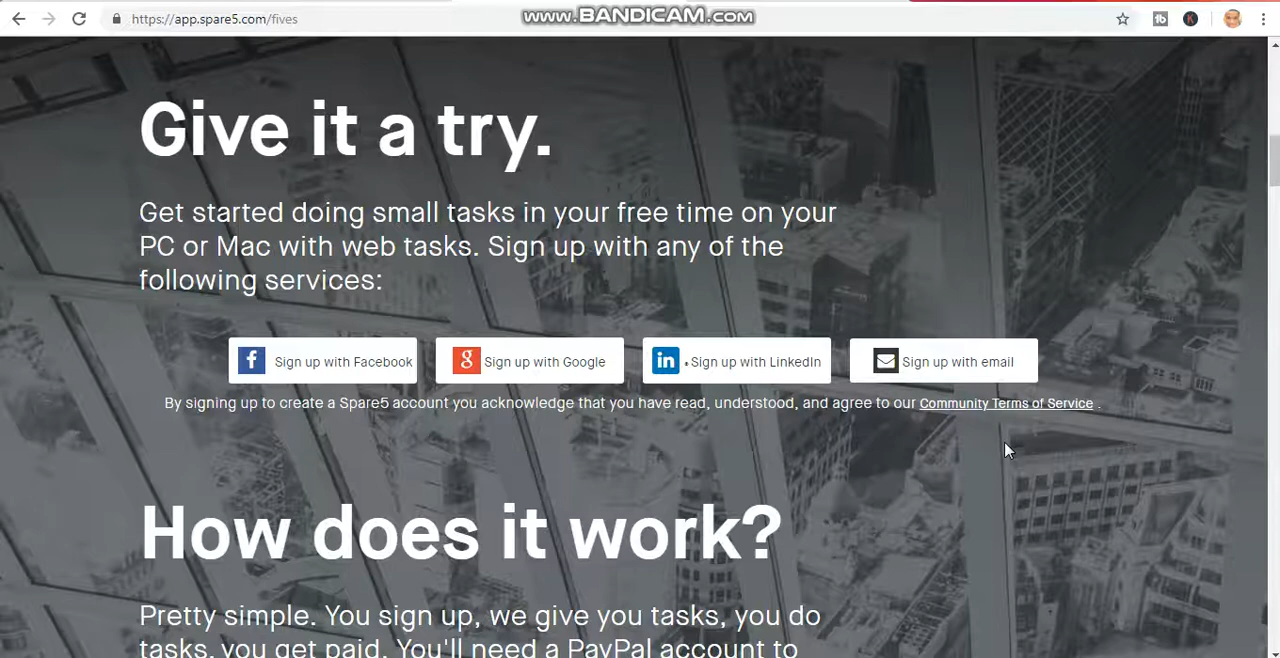 https://app.spare5.com/fives
www.BANDICAM.com
Give it a try.
Get started doing small tasks in your free time on your
PC or Mac with web tasks. Sign up with any of the
following services:
f Sign up with Facebook
g Sign up with Google
in Sign up with LinkedIn
Sign up with email
By signing up to create a Spare5 account you acknowledge that you have read, understood, and agree to our Community Terms of Service .
How does it work?
Pretty simple. You sign up, we give you tasks, you do
tasks, you get paid. You'll need a PayPal account to